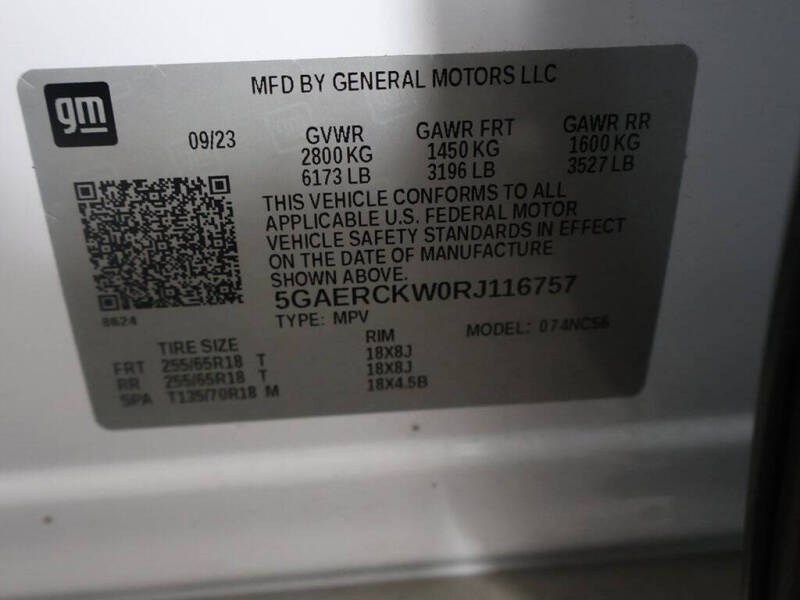 gm
MFD BY GENERAL MOTORS LLC
09/23 GVWR GAWR FRT GAWR RR
2800 KG 1450 KG 1600 KG
6173 LB 3196 LB 3527 LB
THIS VEHICLE CONFORMS TO ALL
APPLICABLE U.S. FEDERAL MOTOR
VEHICLE SAFETY STANDARDS IN EFFECT
ON THE DATE OF MANUFACTURE
SHOWN ABOVE.
5GAERCKW0RJ116757
8624
TYPE: MPV MODEL: 074NC56
TIRE SIZE RIM
FRT 255/65R18 T 18X8J
RR 255/65R18 T 18X8J
SPA T135/70R18 M 18X4.5B